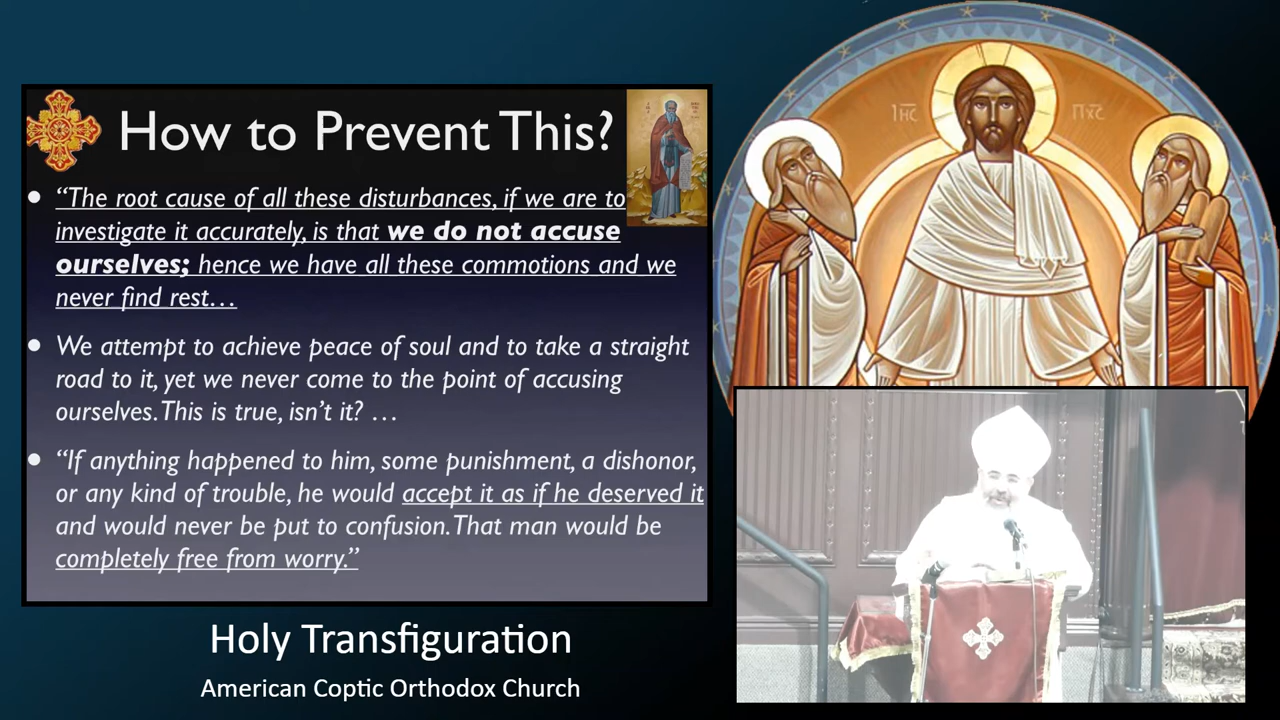 How to Prevent This?
“The root cause of all these disturbances, if we are to
investigate it accurately, is that we do not accuse
ourselves; hence we have all these commotions and we
never find rest…
We attempt to achieve peace of soul and to take a straight
road to it, yet we never come to the point of accusing
ourselves. This is true, isn’t it? …
“If anything happened to him, some punishment, a dishonor,
or any kind of trouble, he would accept it as if he deserved it
and would never be put to confusion. That man would be
completely free from worry.”
Holy Transfiguration
American Coptic Orthodox Church